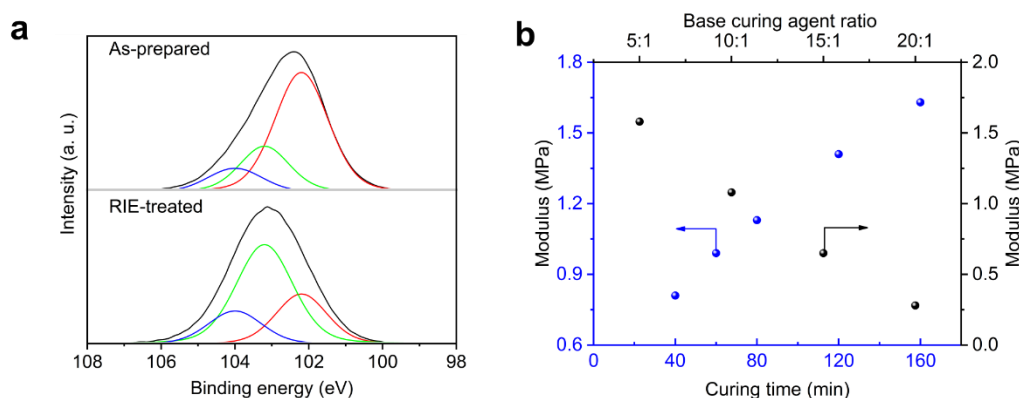 a
As-prepared
RIE-treated
Intensity (a. u.)
108 106 104 102 100 98
Binding energy (eV)
b
Base curing agent ratio
5:1 10:1 15:1 20:1
1.8
1.5
1.2
0.9
0.6
Modulus (MPa)
2.0
1.5
1.0
0.5
0.0
Modulus (MPa)
0 40 80 120 160
Curing time (min)